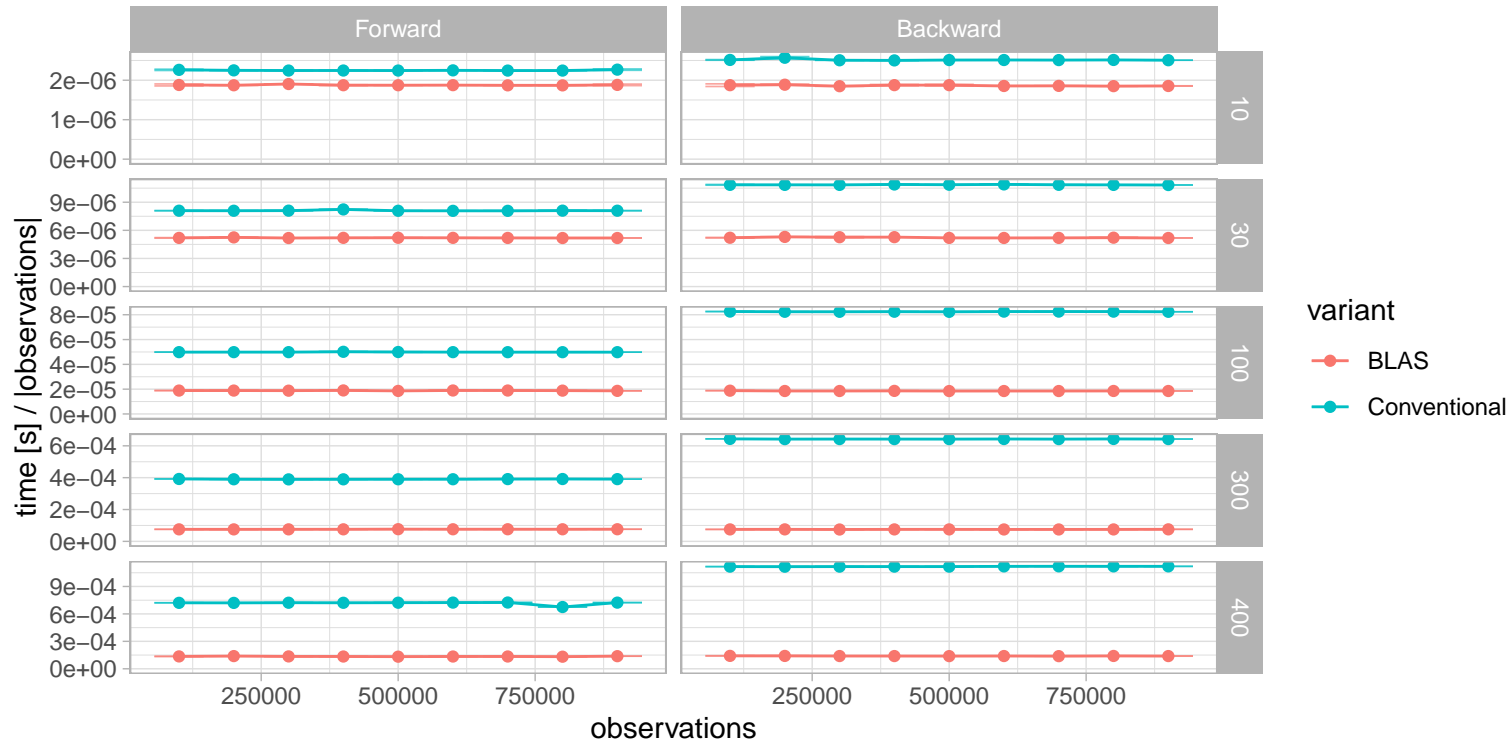 Forward
Backward
2e−06
1e−06
0e+00
10
9e−06
6e−06
3e−06
0e+00
30
8e−05
6e−05
4e−05
2e−05
0e+00
100
6e−04
4e−04
2e−04
0e+00
300
9e−04
6e−04
3e−04
0e+00
400
250000
500000
750000
250000
500000
750000
observations
time [s] / |observations|
variant
BLAS
Conventional